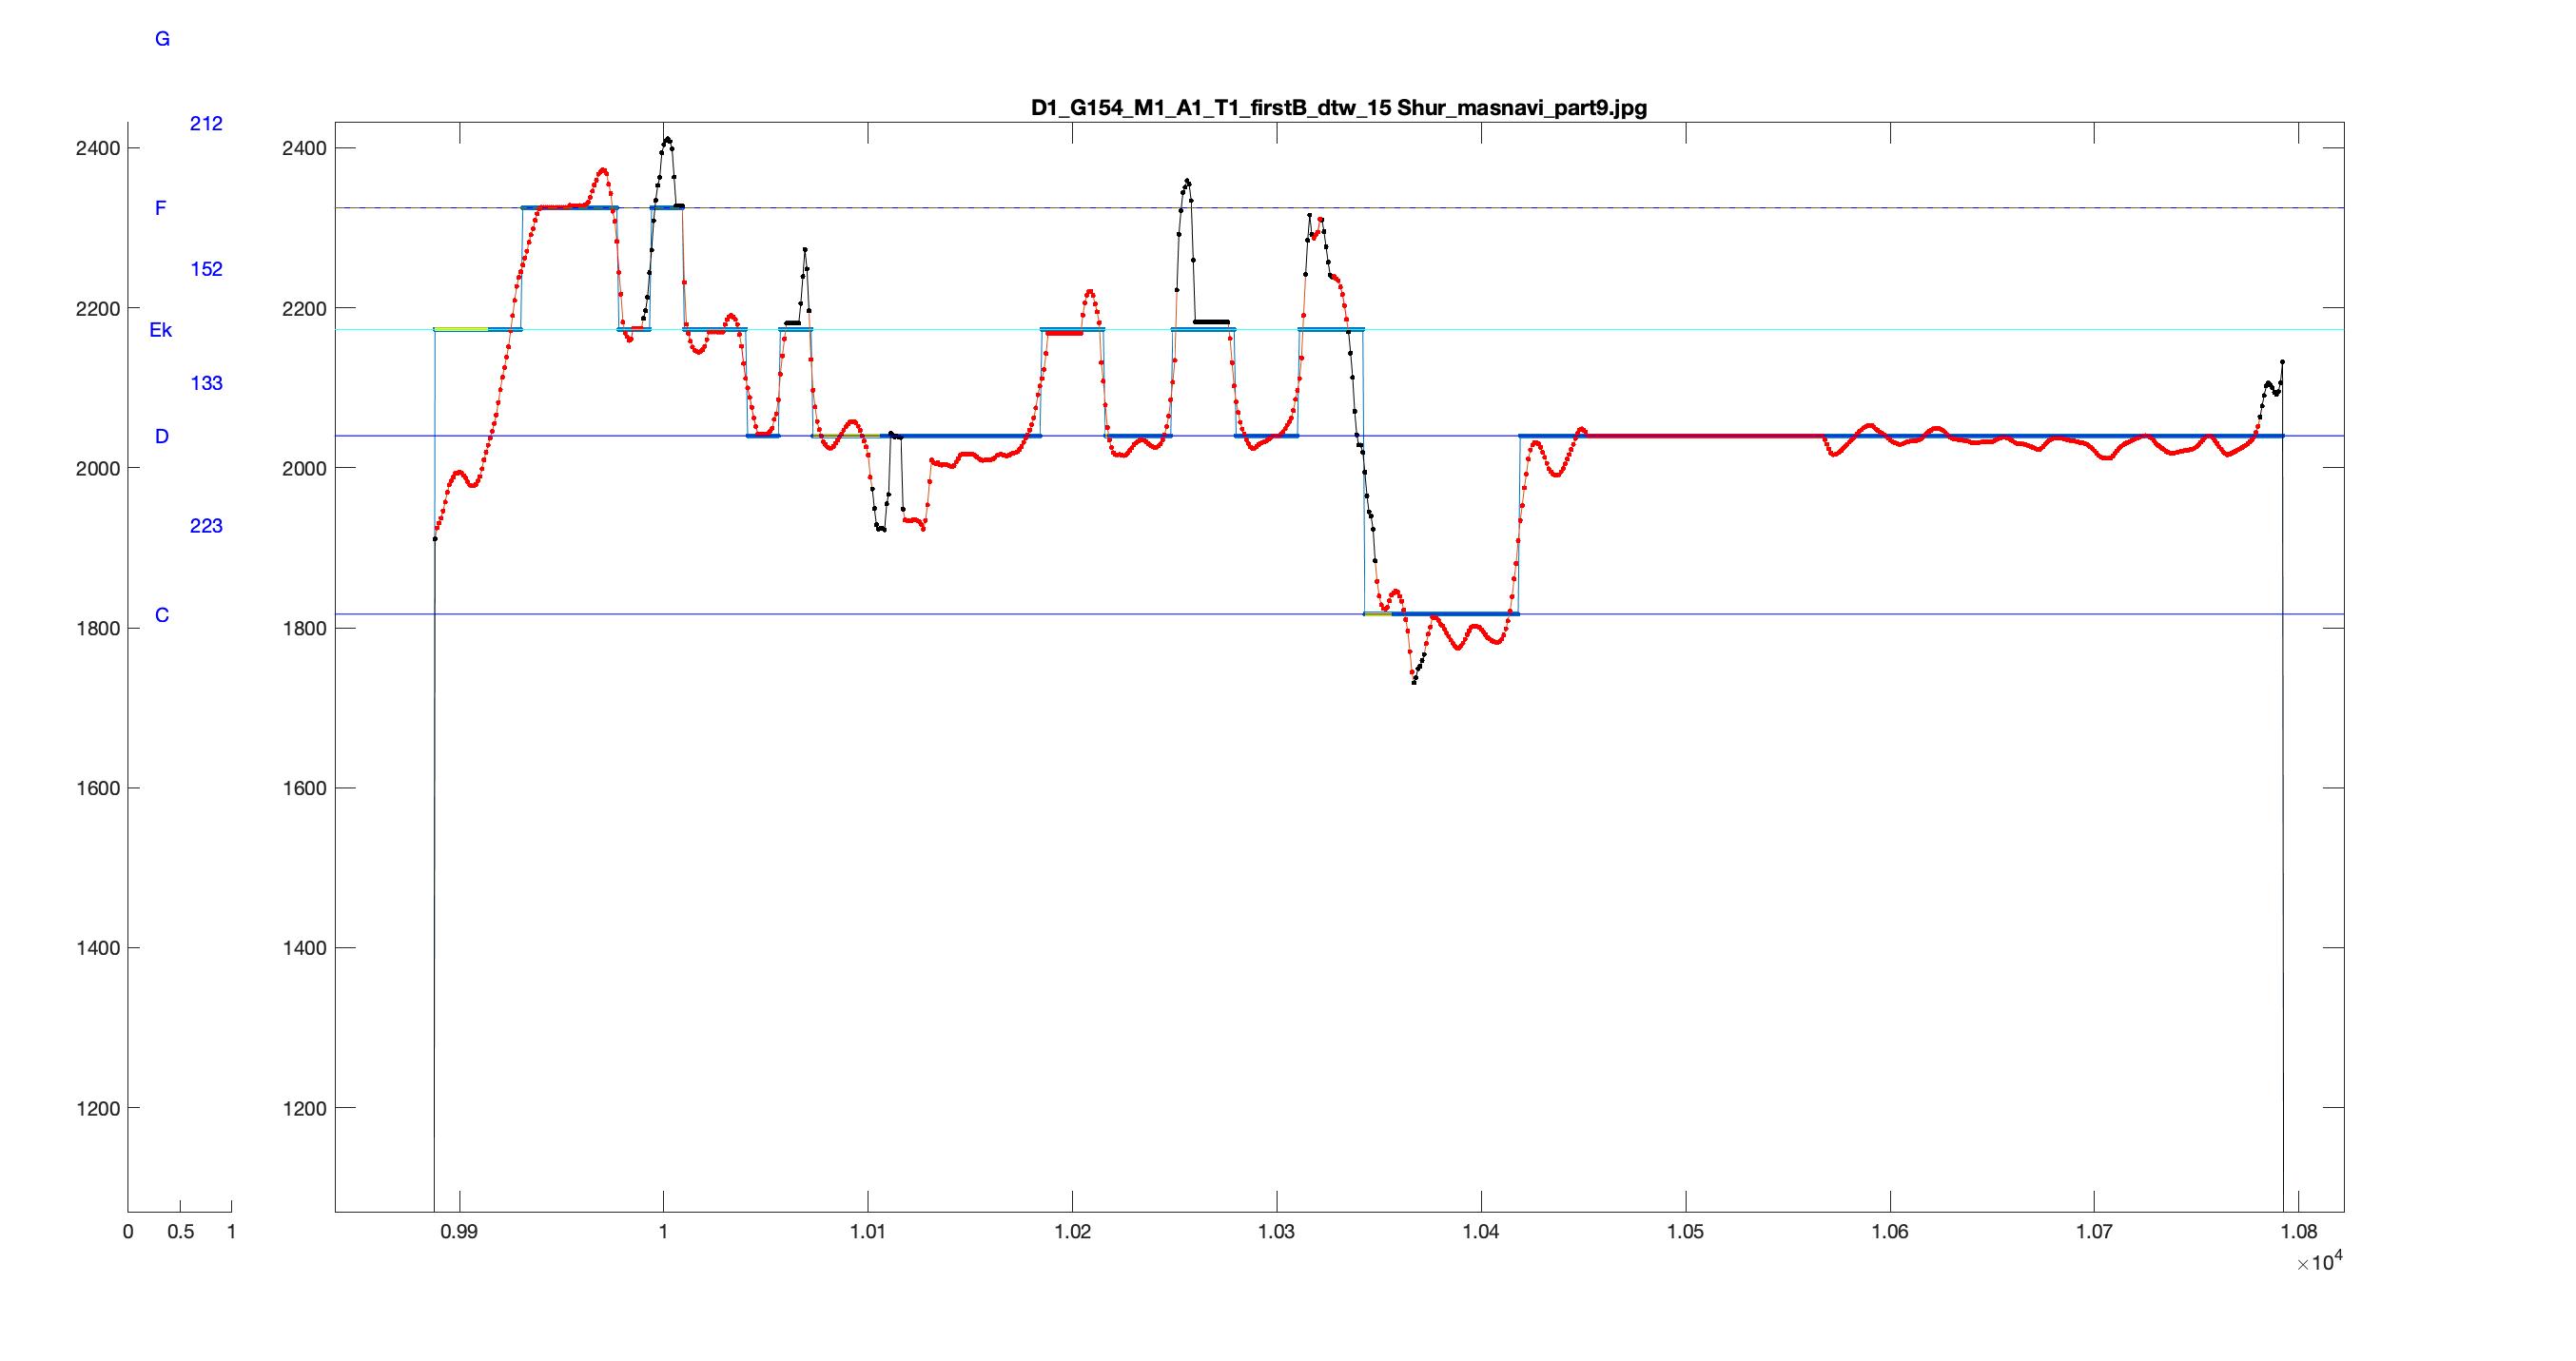 G
D1_G154_M1_A1_T1_firstB_dtw_15 Shur_masnavi_part9.jpg
212
2400 2400
F
152
2200 Ek 2200
133
D
2000 2000
223
C
1800 1800
1600 1600
1400 1400
1200 1200
0 0.5 1 0.99 1 1.01 1.02 1.03 1.04 1.05 1.06 1.07 1.08
×10⁴